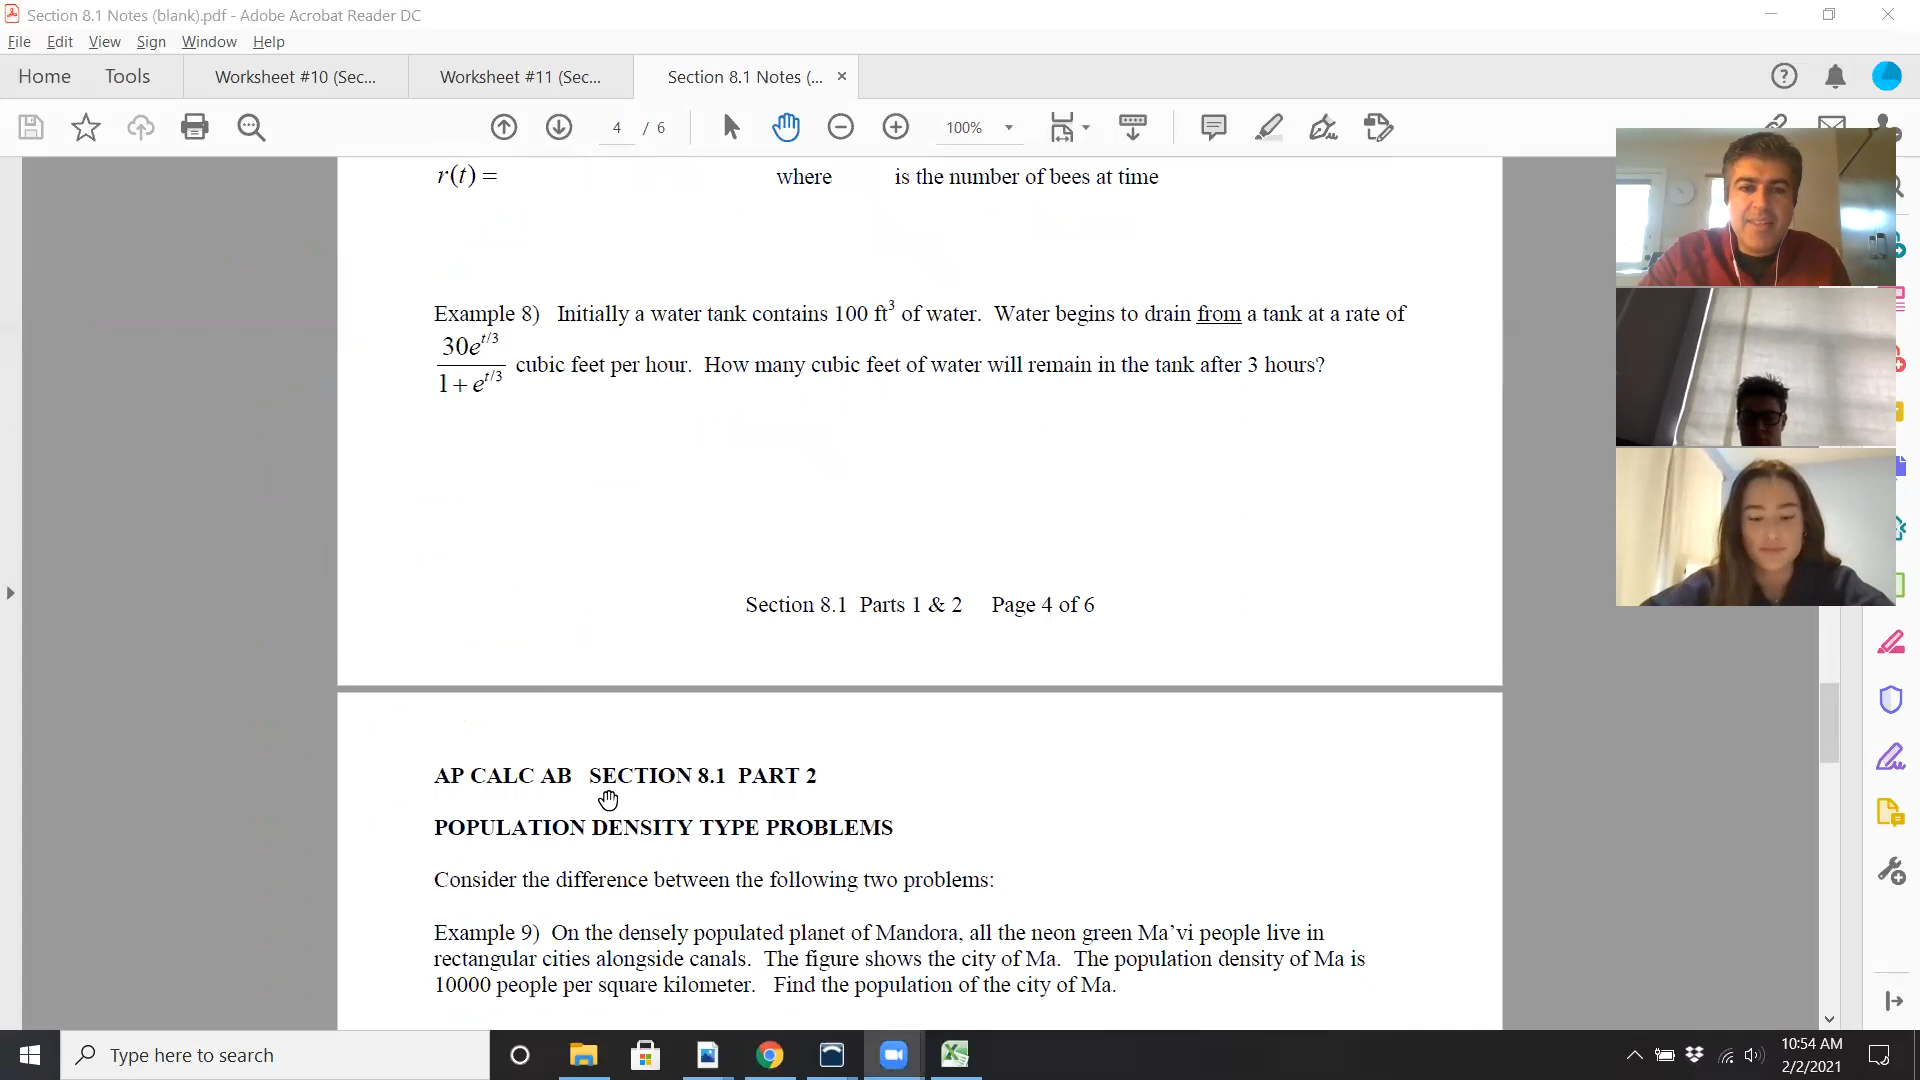 Section 8.1 Notes (blank).pdf - Adobe Acrobat Reader DC
File Edit View Sign Window Help
Home Tools Worksheet #10 (Sec... Worksheet #11 (Sec... Section 8.1 Notes (... ×
4 / 6 100%
r(t) = where is the number of bees at time
Example 8) Initially a water tank contains 100 ft³ of water. Water begins to drain from a tank at a rate of
30e^{t/3}
cubic feet per hour. How many cubic feet of water will remain in the tank after 3 hours?
1 + e^{t/3}
Section 8.1 Parts 1 & 2 Page 4 of 6
AP CALC AB SECTION 8.1 PART 2
POPULATION DENSITY TYPE PROBLEMS
Consider the difference between the following two problems:
Example 9) On the densely populated planet of Mandora, all the neon green Ma’vi people live in
rectangular cities alongside canals. The figure shows the city of Ma. The population density of Ma is
10000 people per square kilometer. Find the population of the city of Ma.
Type here to search
10:54 AM
2/2/2021